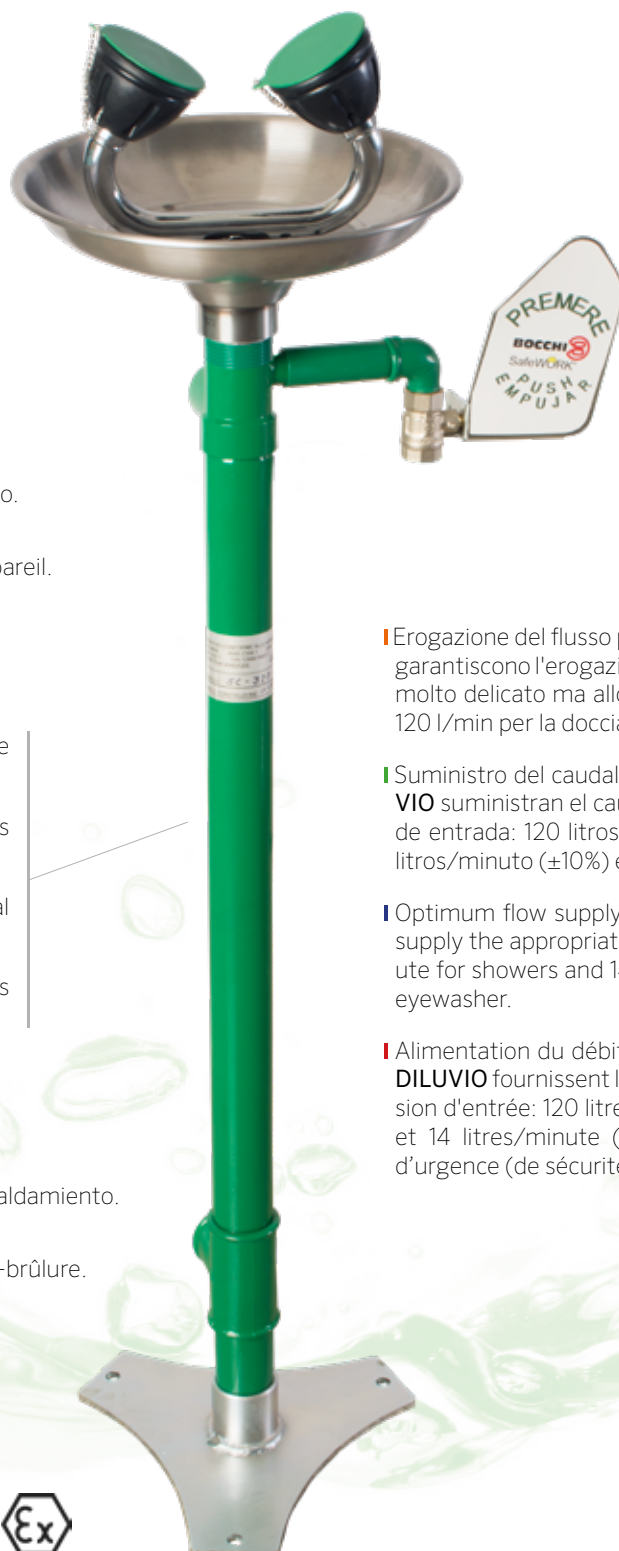 PREMERE
BOCCHI
SafeWORK
PUSH
EMPUJAR
o.
pareil.
e
s
al
s
aldamiento.
-brûlure.
Erogazione del flusso
garantiscono l'erogazi
molto delicato ma allo
120 l/min per la doccia
Suministro del caudal
VIO suministran el cau
de entrada: 120 litros
litros/minuto (±10%) e
Optimum flow supply
supply the appropriat
ute for showers and 14
eyewasher.
Alimentation du débit
DILUVIO fournissent l
sion d'entrée: 120 litre
et 14 litres/minute (
d’urgence (de sécurité
Ex